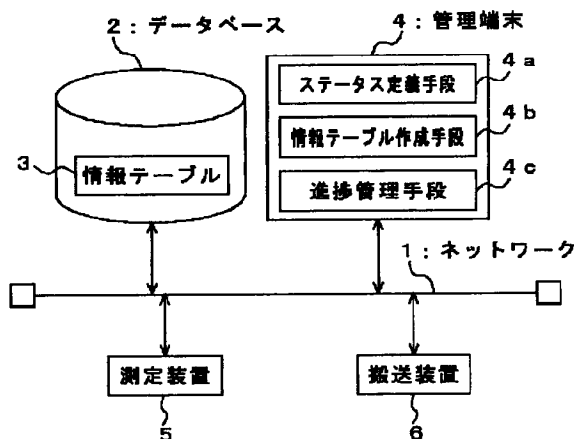 2：データベース
4：管理端末
ステータス定義手段
4a
情報テーブル作成手段
4b
進捗管理手段
4c
3
情報テーブル
1：ネットワーク
測定装置
搬送装置
5
6